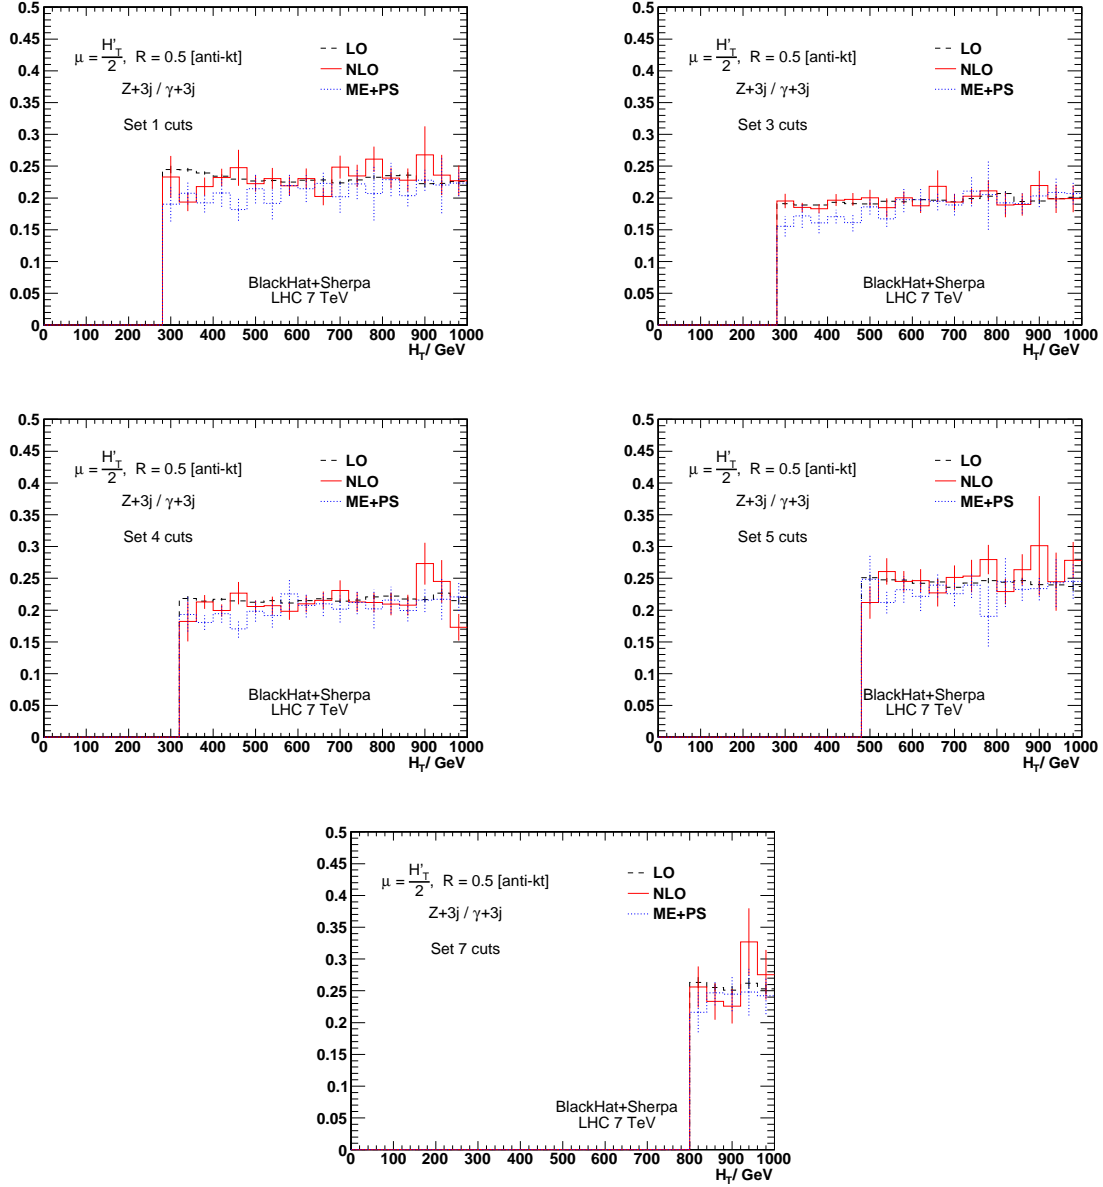 0.5
0.45
0.4
0.35
0.3
0.25
0.2
0.15
0.1
0.05
0
μ = H'_T/2, R = 0.5 [anti-kt]
Z+3j / γ+3j
Set 1 cuts
LO
NLO
ME+PS
BlackHat+Sherpa
LHC 7 TeV
0 100 200 300 400 500 600 700 800 900 1000
H_T/ GeV
0.5
0.45
0.4
0.35
0.3
0.25
0.2
0.15
0.1
0.05
0
μ = H'_T/2, R = 0.5 [anti-kt]
Z+3j / γ+3j
Set 3 cuts
LO
NLO
ME+PS
BlackHat+Sherpa
LHC 7 TeV
0 100 200 300 400 500 600 700 800 900 1000
H_T/ GeV
0.5
0.45
0.4
0.35
0.3
0.25
0.2
0.15
0.1
0.05
0
μ = H'_T/2, R = 0.5 [anti-kt]
Z+3j / γ+3j
Set 4 cuts
LO
NLO
ME+PS
BlackHat+Sherpa
LHC 7 TeV
0 100 200 300 400 500 600 700 800 900 1000
H_T/ GeV
0.5
0.45
0.4
0.35
0.3
0.25
0.2
0.15
0.1
0.05
0
μ = H'_T/2, R = 0.5 [anti-kt]
Z+3j / γ+3j
Set 5 cuts
LO
NLO
ME+PS
BlackHat+Sherpa
LHC 7 TeV
0 100 200 300 400 500 600 700 800 900 1000
H_T/ GeV
0.5
0.45
0.4
0.35
0.3
0.25
0.2
0.15
0.1
0.05
0
μ = H'_T/2, R = 0.5 [anti-kt]
Z+3j / γ+3j
Set 7 cuts
LO
NLO
ME+PS
BlackHat+Sherpa
LHC 7 TeV
0 100 200 300 400 500 600 700 800 900 1000
H_T/ GeV